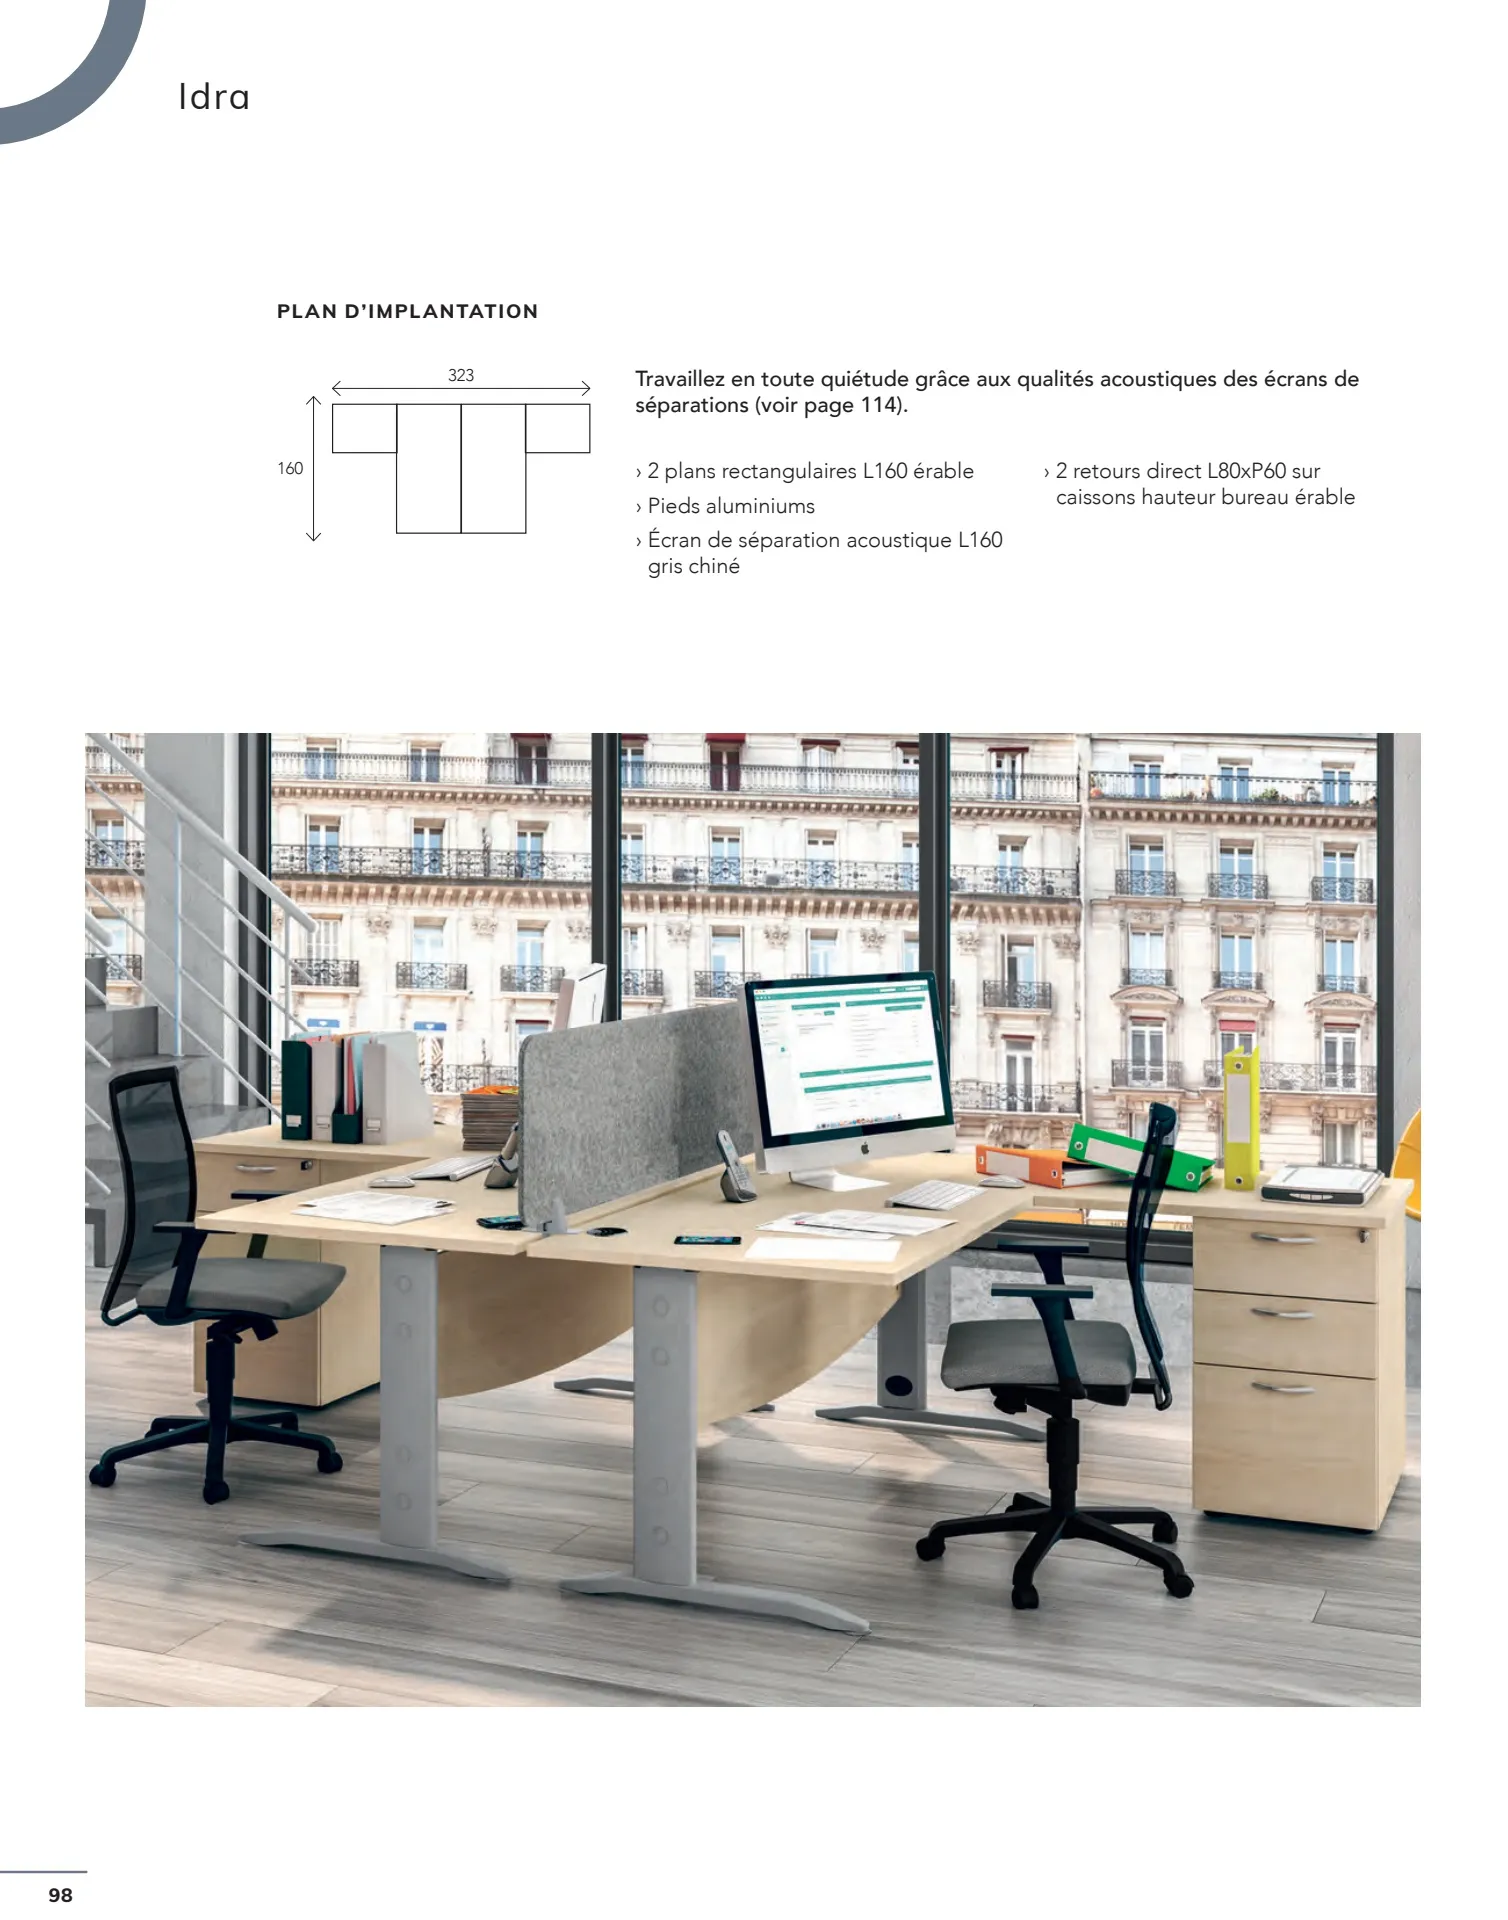 Idra
PLAN D'IMPLANTATION
323
160
Travaillez en toute quiétude grâce aux qualités acoustiques des écrans de
séparations (voir page 114).
› 2 plans rectangulaires L160 érable
› Pieds aluminiums
› Écran de séparation acoustique L160
gris chiné
› 2 retours direct L80xP60 sur
caissons hauteur bureau érable
98